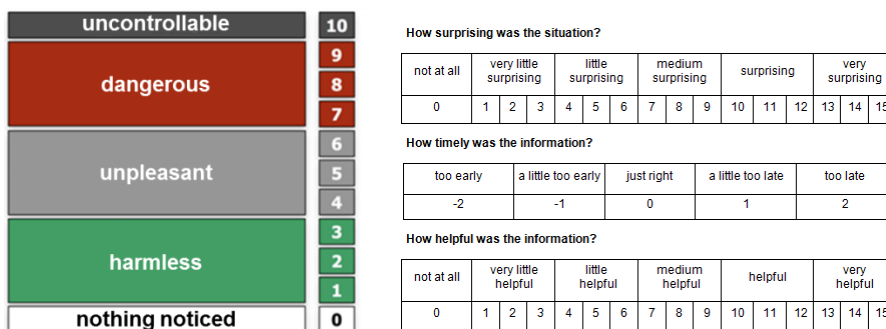 uncontrollable 10
9
dangerous 8
7
6
unpleasant 5
4
3
harmless 2
1
nothing noticed 0
How surprising was the situation?
not at all very little surprising little surprising medium surprising surprising very surprising
0 1 2 3 4 5 6 7 8 9 10 11 12 13 14 15
How timely was the information?
too early a little too early just right a little too late too late
-2 -1 0 1 2
How helpful was the information?
not at all very little helpful little helpful medium helpful helpful very helpful
0 1 2 3 4 5 6 7 8 9 10 11 12 13 14 15